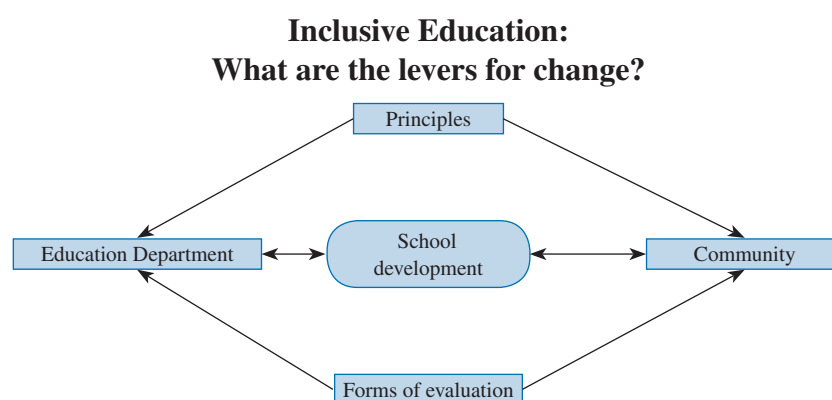 Inclusive Education:
What are the levers for change?
Principles
Education Department
School
development
Community
Forms of evaluation